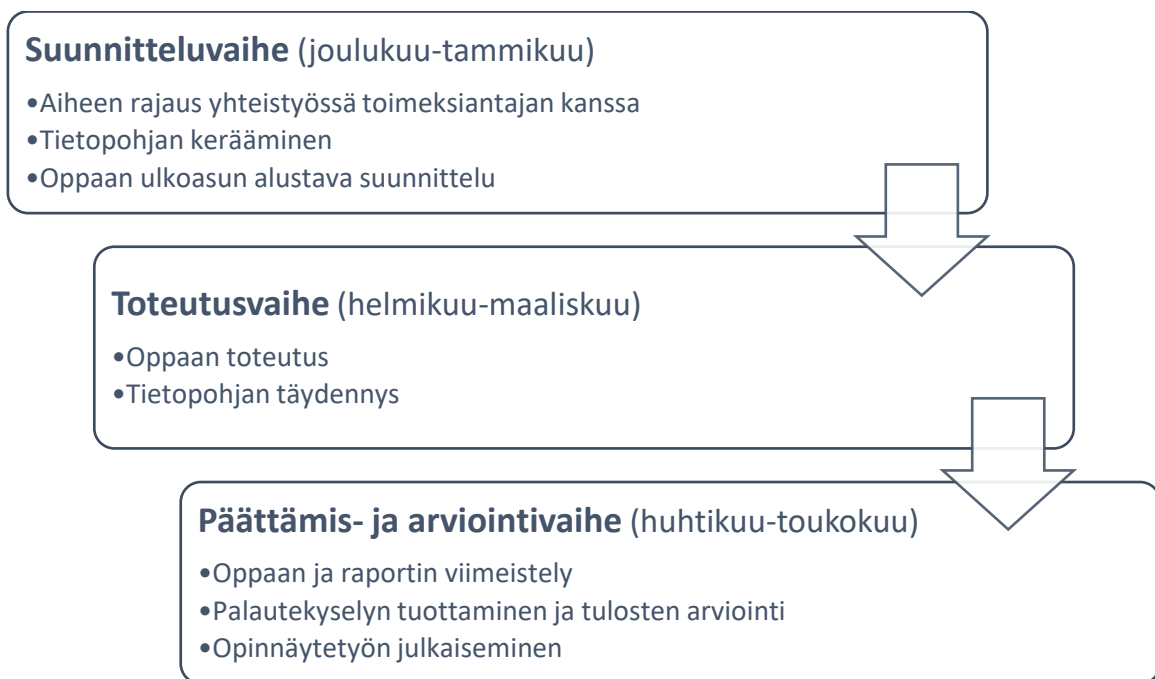 Suunnitteluvaihe (joulukuu-tammikuu)
•Aiheen rajaus yhteistyössä toimeksiantajan kanssa
•Tietopohjan kerääminen
•Oppaan ulkoasun alustava suunnittelu
Toteutusvaihe (helmikuu-maaliskuu)
•Oppaan toteutus
•Tietopohjan täydennys
Päättämis- ja arviointivaihe (huhtikuu-toukokuu)
•Oppaan ja raportin viimeistely
•Palautekyselyn tuottaminen ja tulosten arviointi
•Opinnäytetyön julkaiseminen